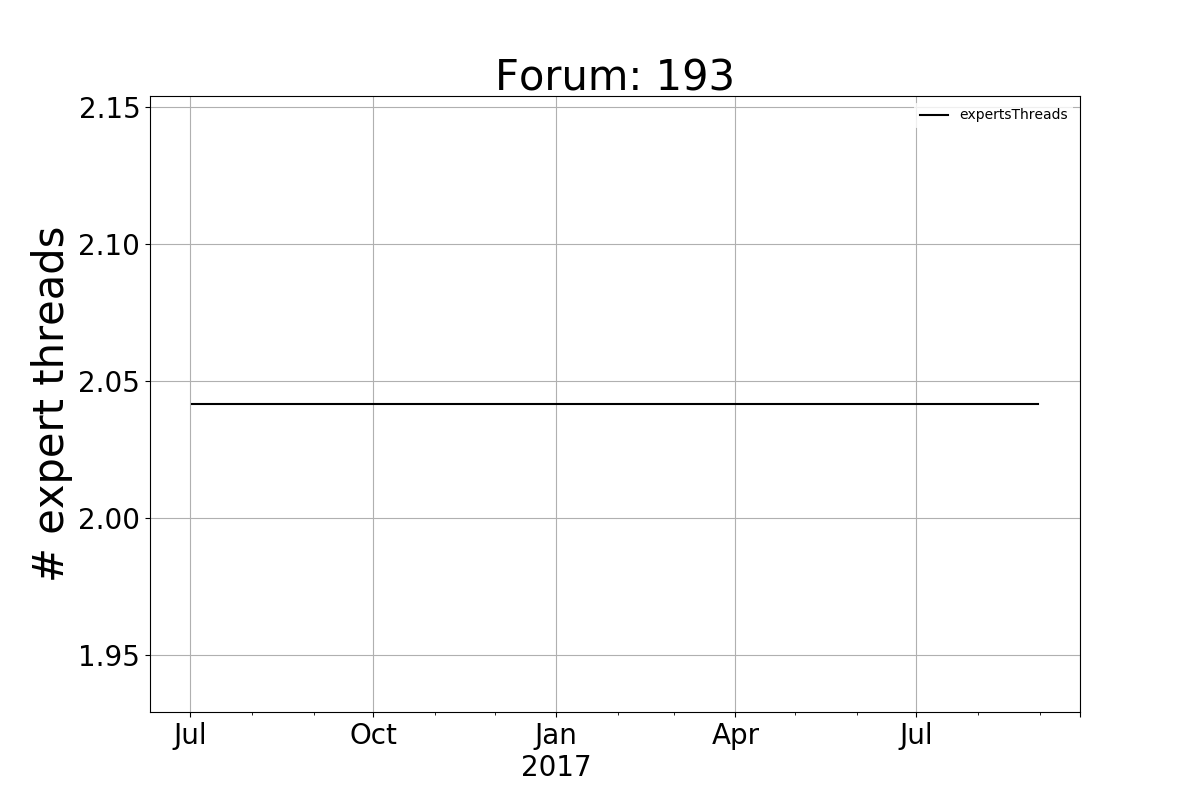 Forum: 193
expertsThreads
# expert threads
2.15
2.10
2.05
2.00
1.95
Jul
Oct
Jan
Apr
Jul
2017